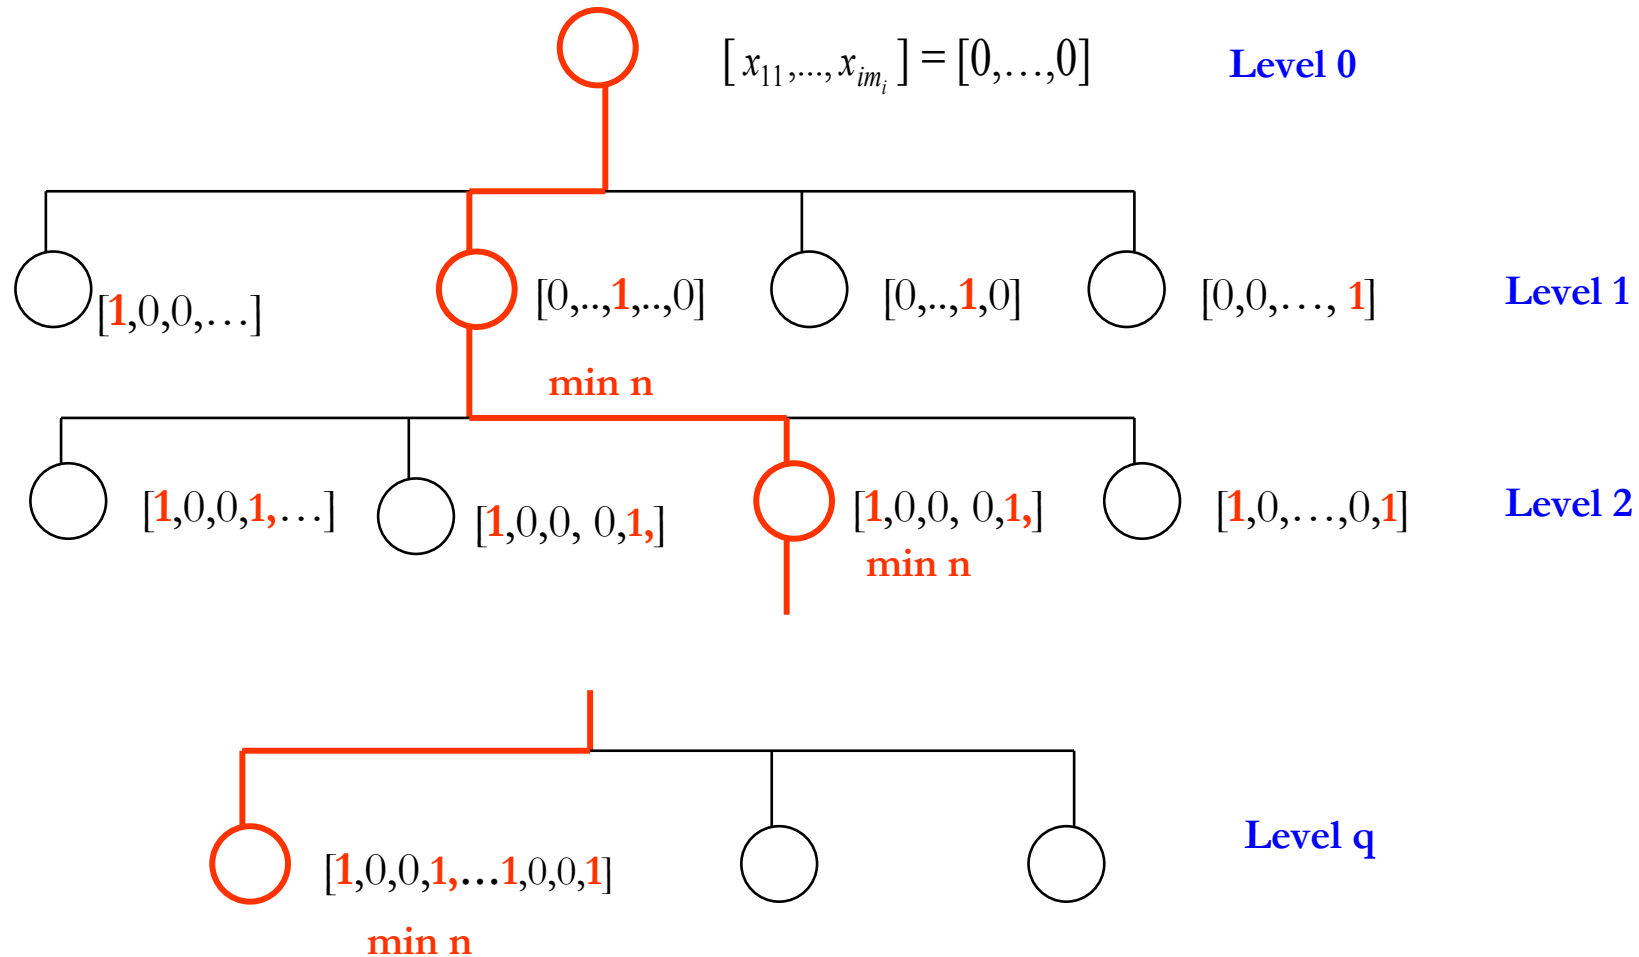 [ x₁₁,..., x_{im_i} ] = [0,…,0] Level 0
[1,0,0,…] [0,..,1,..,0] [0,..,1,0] [0,0,…, 1] Level 1
min n
[1,0,0,1,…] [1,0,0, 0,1,] [1,0,0, 0,1,] [1,0,…,0,1] Level 2
min n
[1,0,0,1,…1,0,0,1] Level q
min n